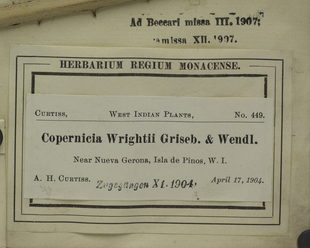 Ad Beccari missa III. 1907;
remissa XII. 1907.
HERBARIUM REGIUM MONACENSE.
CURTISS, WEST INDIAN PLANTS, No. 449.
Copernicia Wrightii Griseb. & Wendl.
Near Nueva Gerona, Isla de Pinos, W. I.
A. H. CURTISS. Zugegangen XI. 1904. April 17, 1904.